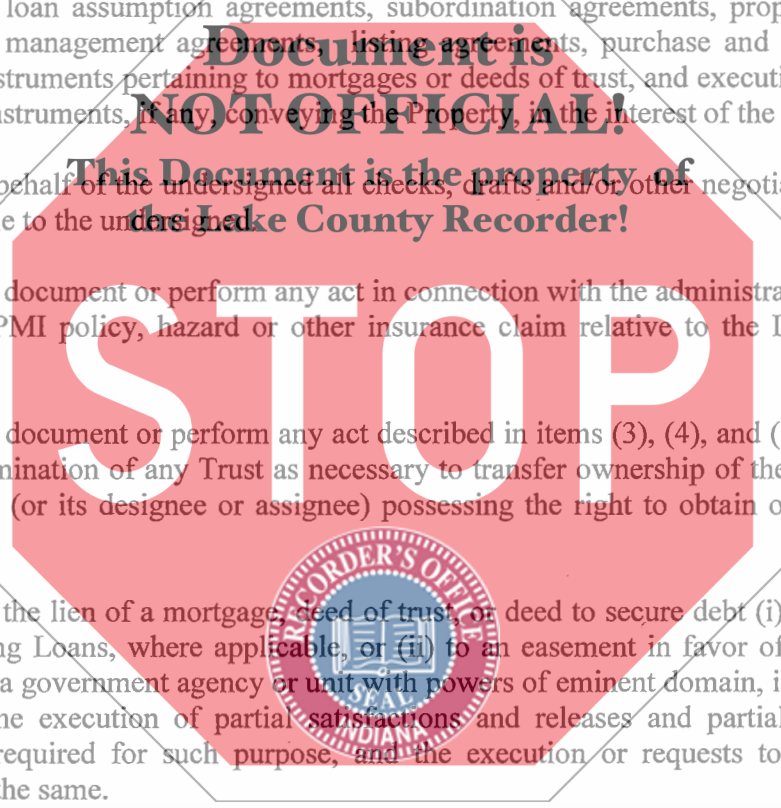 loan assumption agreements, subordination agreements, prop
Document is
management agreements, listing agreements, purchase and
struments pertaining to mortgages or deeds of trust, and executi
NOT OFFICIAL!
nstruments, if any, conveying the Property, in the interest of the
This Document is the property of
behalf of the undersigned all checks, drafts and/or other negotia
the Lake County Recorder!
e to the undersigned.
document or perform any act in connection with the administra
PMI policy, hazard or other insurance claim relative to the L
STOP
document or perform any act described in items (3), (4), and (
mination of any Trust as necessary to transfer ownership of the
(or its designee or assignee) possessing the right to obtain o
RECORDER'S OFFICE
the lien of a mortgage, deed of trust, or deed to secure debt (i)
ng Loans, where applicable, or (ii) to an easement in favor of
a government agency or unit with powers of eminent domain, i
SEAL
he execution of partial satisfactions and releases and partial
INDIANA
required for such purpose, and the execution or requests to
the same.